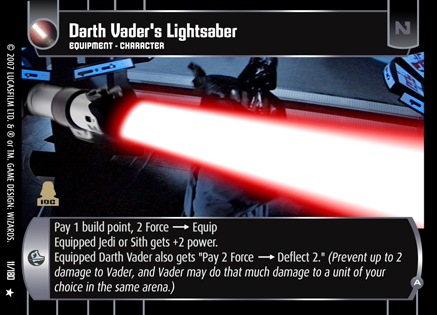 Darth Vader's Lightsaber
EQUIPMENT - CHARACTER
N
IDC
Pay 1 build point, 2 Force → Equip
Equipped Jedi or Sith gets +2 power.
Equipped Darth Vader also gets "Pay 2 Force → Deflect 2." (Prevent up to 2
damage to Vader, and Vader may do that much damage to a unit of your
choice in the same arena.)
A
© 2007 LUCASFILM LTD. & ® or TM. GAME DESIGN: WIZARDS.